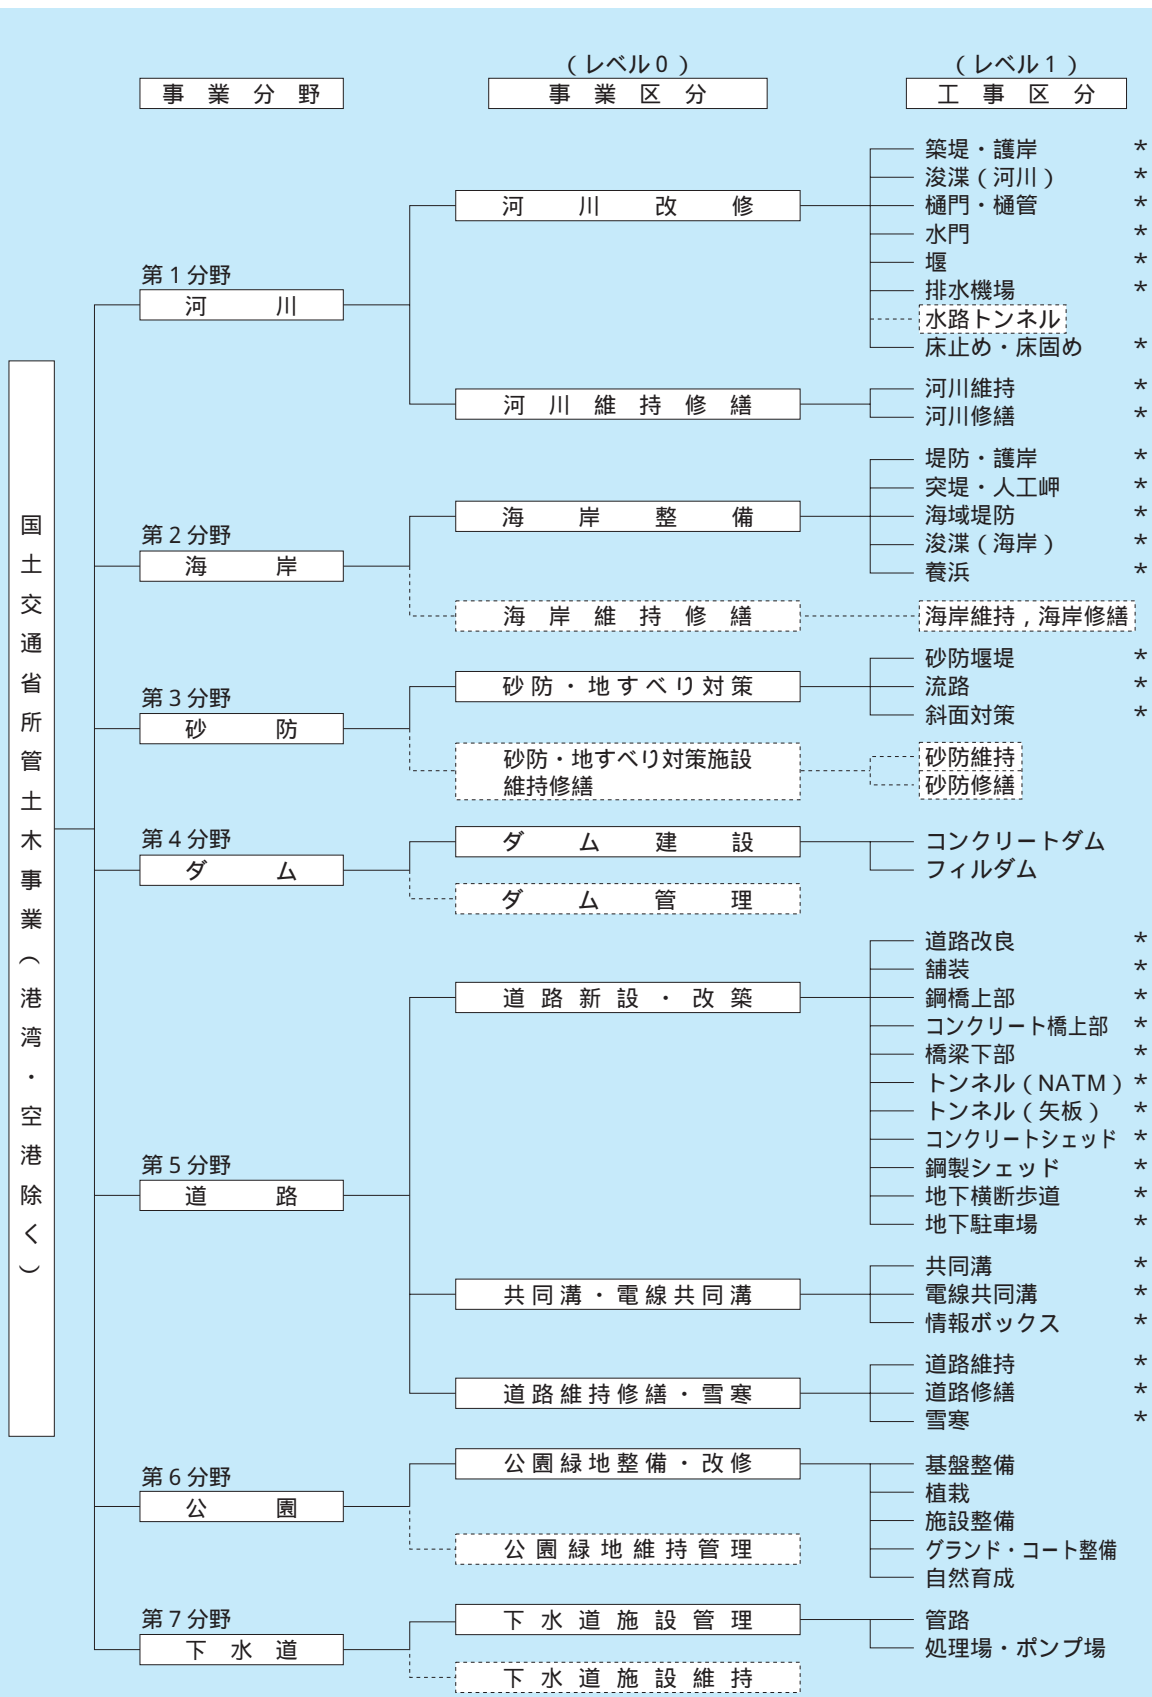 （レベル０）
（レベル１）
事業分野
事業区分
工事区分
国土交通省所管土木事業（港湾・空港除く）
第１分野
河川
河川改修
築堤・護岸 *
浚渫（河川） *
樋門・樋管 *
水門 *
堰 *
排水機場 *
水路トンネル
床止め・床固め *
河川維持修繕
河川維持 *
河川修繕 *
第２分野
海岸
海岸整備
堤防・護岸 *
突堤・人工岬 *
海域堤防 *
浚渫（海岸） *
養浜 *
海岸維持修繕
海岸維持，海岸修繕
第３分野
砂防
砂防・地すべり対策
砂防堰堤 *
流路 *
斜面対策 *
砂防・地すべり対策施設
維持修繕
砂防維持
砂防修繕
第４分野
ダム
ダム建設
コンクリートダム
フィルダム
ダム管理
第５分野
道路
道路新設・改築
道路改良 *
舗装 *
鋼橋上部 *
コンクリート橋上部 *
橋梁下部 *
トンネル（NATM） *
トンネル（矢板） *
コンクリートシェッド *
鋼製シェッド *
地下横断歩道 *
地下駐車場 *
共同溝・電線共同溝
共同溝 *
電線共同溝 *
情報ボックス *
道路維持修繕・雪寒
道路維持 *
道路修繕 *
雪寒 *
第６分野
公園
公園緑地整備・改修
基盤整備
植栽
施設整備
グランド・コート整備
自然育成
公園緑地維持管理
第７分野
下水道
下水道施設管理
管路
処理場・ポンプ場
下水道施設維持